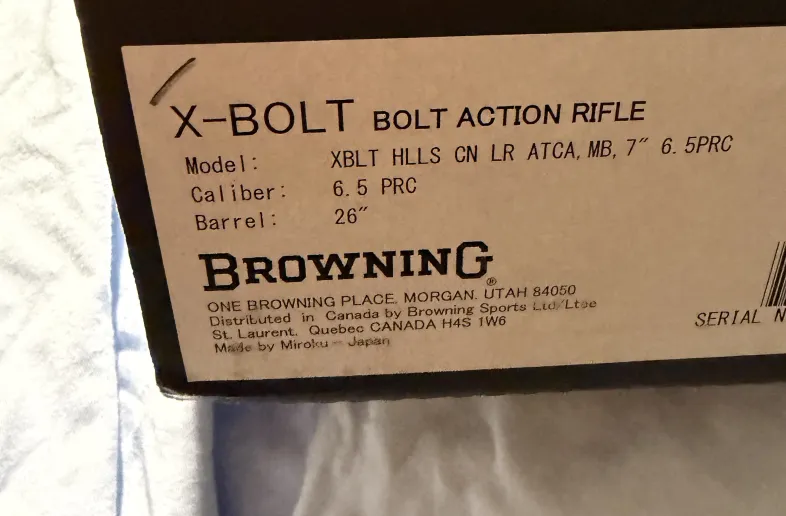 X-BOLT BOLT ACTION RIFLE
Model: XBLT HLLS CN LR ATCA, MB, 7" 6.5PRC
Caliber: 6.5 PRC
Barrel: 26"
BROWNING®
ONE BROWNING PLACE, MORGAN, UTAH 84050
Distributed in Canada by Browning Sports Ltd/Ltee
St. Laurent, Quebec CANADA H4S 1W6
Made by Miroku - Japan
SERIAL N